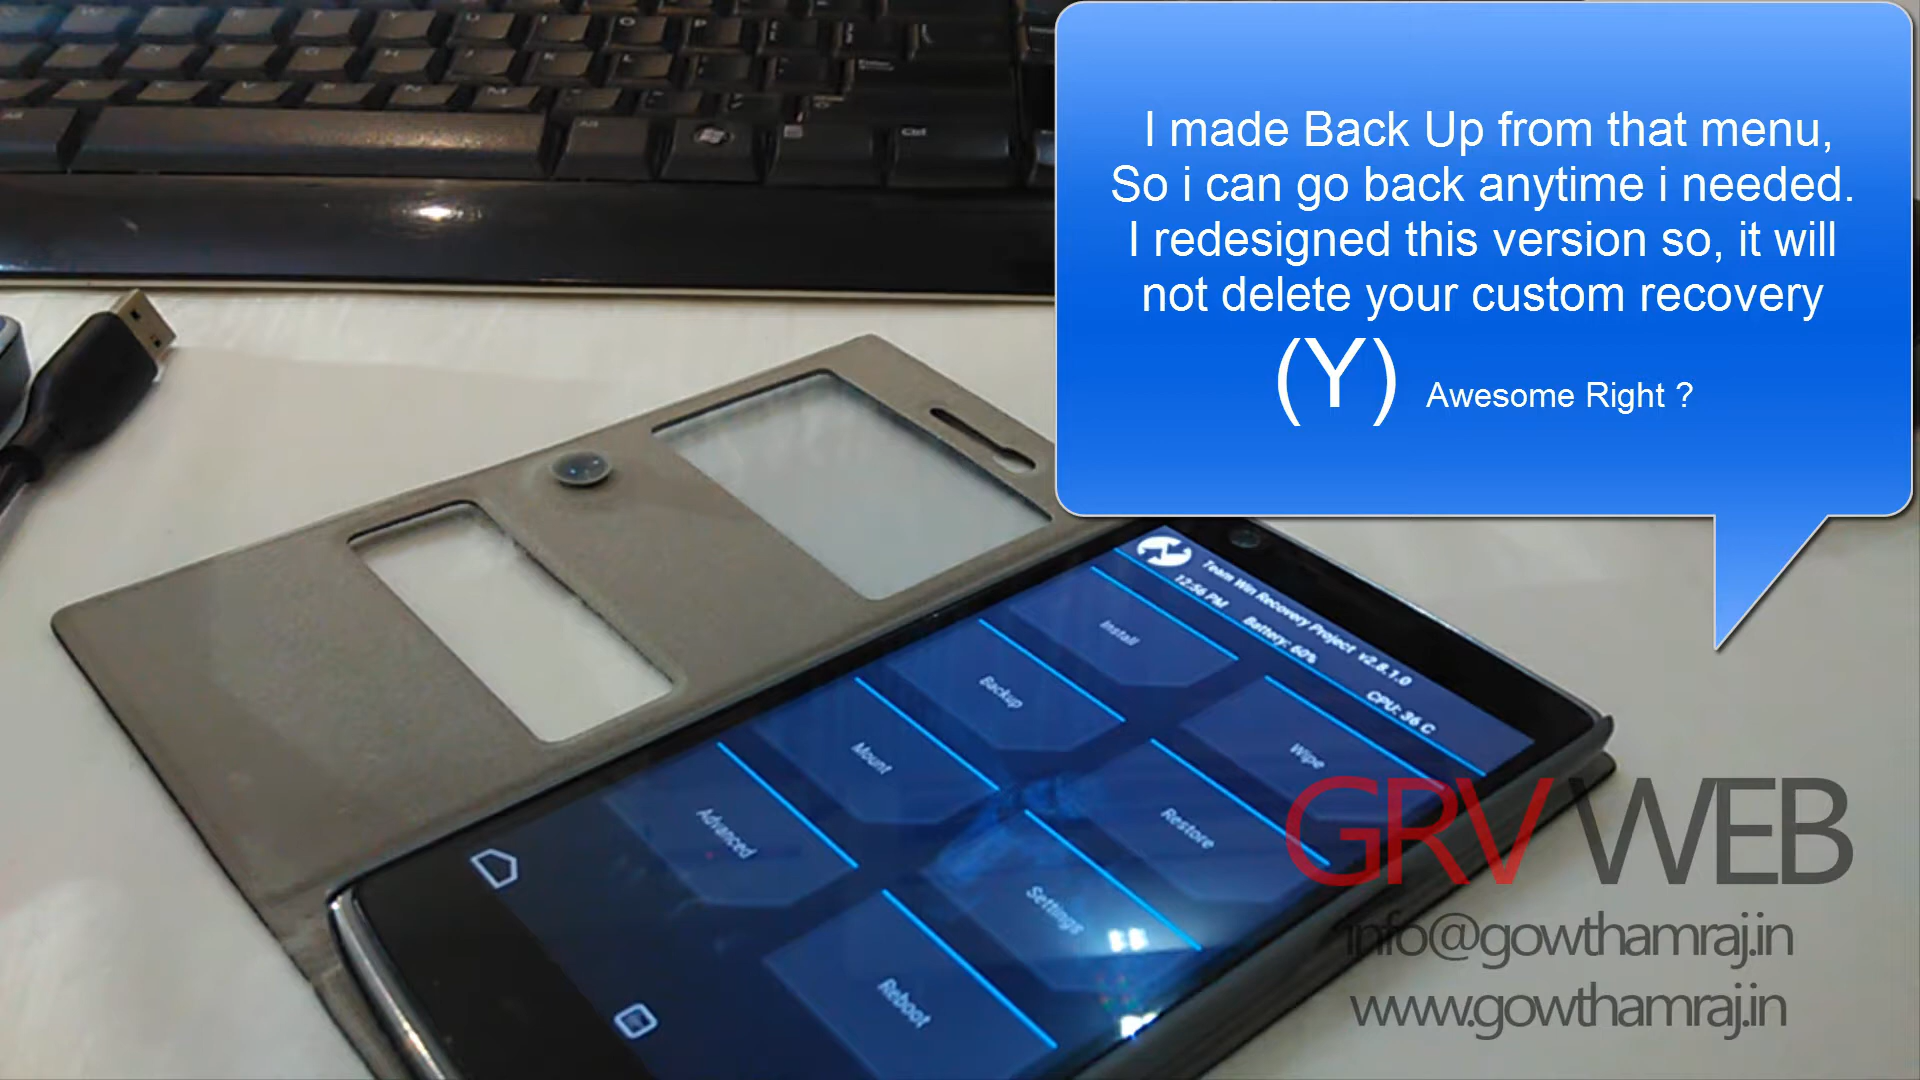 I made Back Up from that menu,
So i can go back anytime i needed.
I redesigned this version so, it will
not delete your custom recovery
(Y) Awesome Right ?
Team Win Recovery Project v2.8.1.0
12:56 PM Battery: 60% CPU: 36 C
Install
Wipe
Backup
Restore
Mount
Settings
Advanced
Reboot
GRV WEB
info@gowthamraj.in
www.gowthamraj.in
Ctrl